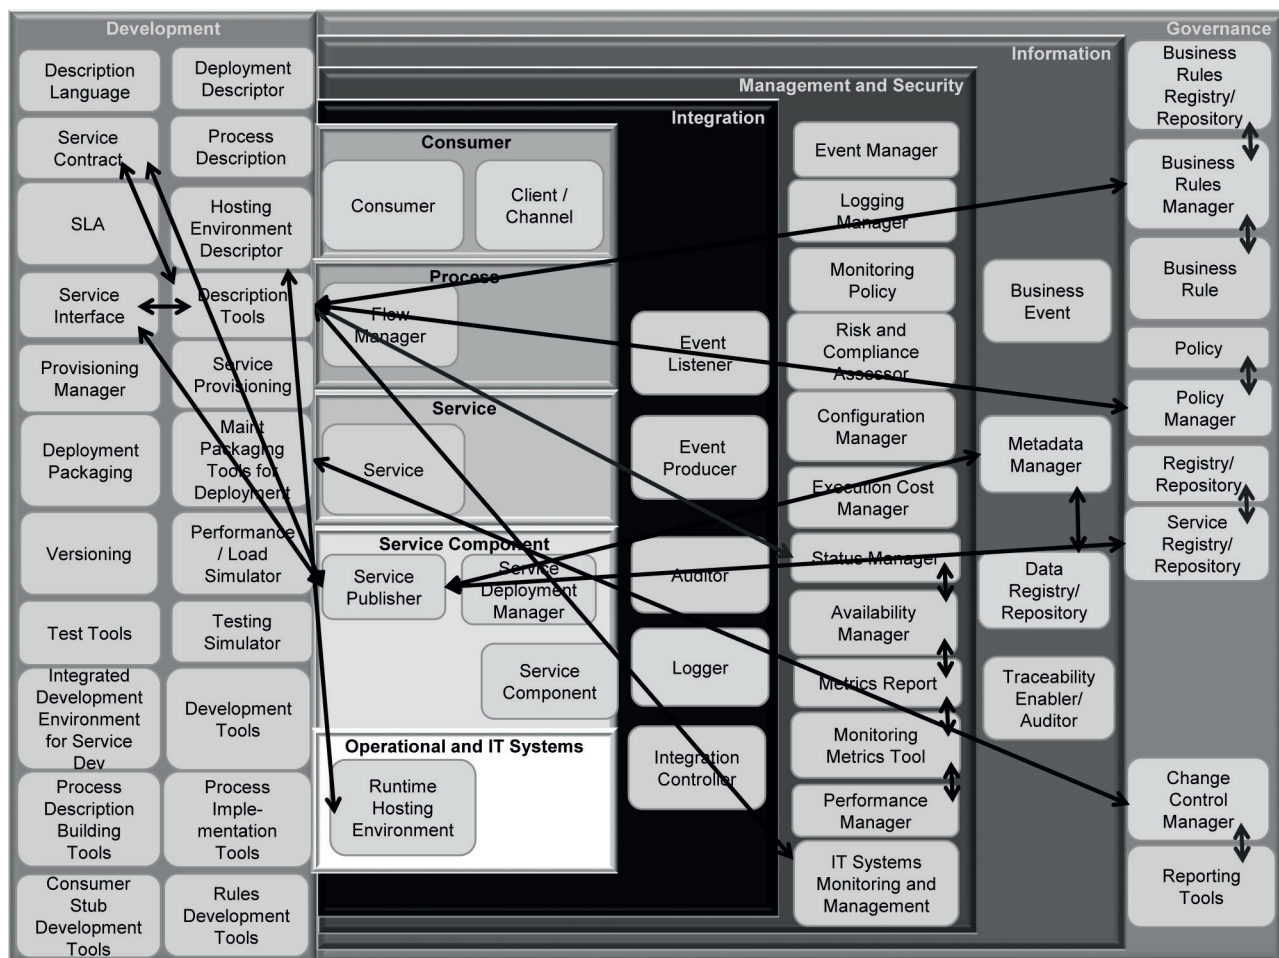 Development
Description
Language
Deployment
Descriptor
Service
Contract
Process
Description
SLA
Hosting
Environment
Descriptor
Service
Interface
Description
Tools
Provisioning
Manager
Service
Provisioning
Deployment
Packaging
Maint
Packaging
Tools for
Deployment
Versioning
Performance
/ Load
Simulator
Test Tools
Testing
Simulator
Integrated
Development
Environment
for Service
Dev
Development
Tools
Process
Description
Building
Tools
Process
Imple-
mentation
Tools
Consumer
Stub
Development
Tools
Rules
Development
Tools
Consumer
Consumer
Client /
Channel
Process
Flow
Manager
Service
Service
Service Component
Service
Publisher
Service
Deployment
Manager
Service
Component
Operational and IT Systems
Runtime
Hosting
Environment
Integration
Event
Listener
Event
Producer
Auditor
Logger
Integration
Controller
Management and Security
Event Manager
Logging
Manager
Monitoring
Policy
Risk and
Compliance
Assessor
Configuration
Manager
Execution Cost
Manager
Status Manager
Availability
Manager
Metrics Report
Monitoring
Metrics Tool
Performance
Manager
IT Systems
Monitoring and
Management
Information
Business
Event
Metadata
Manager
Data
Registry/
Repository
Traceability
Enabler/
Auditor
Governance
Business
Rules
Registry/
Repository
Business
Rules
Manager
Business
Rule
Policy
Policy
Manager
Registry/
Repository
Service
Registry/
Repository
Change
Control
Manager
Reporting
Tools